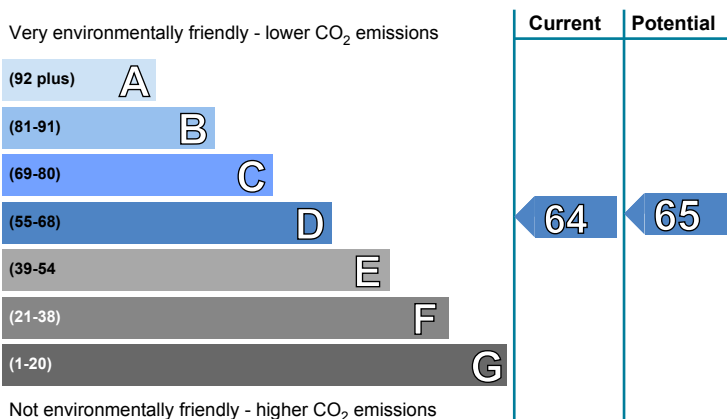 Current Potential
Very environmentally friendly - lower CO₂ emissions
(92 plus) A
(81-91) B
(69-80) C
(55-68) D 64 65
(39-54 E
(21-38) F
(1-20) G
Not environmentally friendly - higher CO₂ emissions